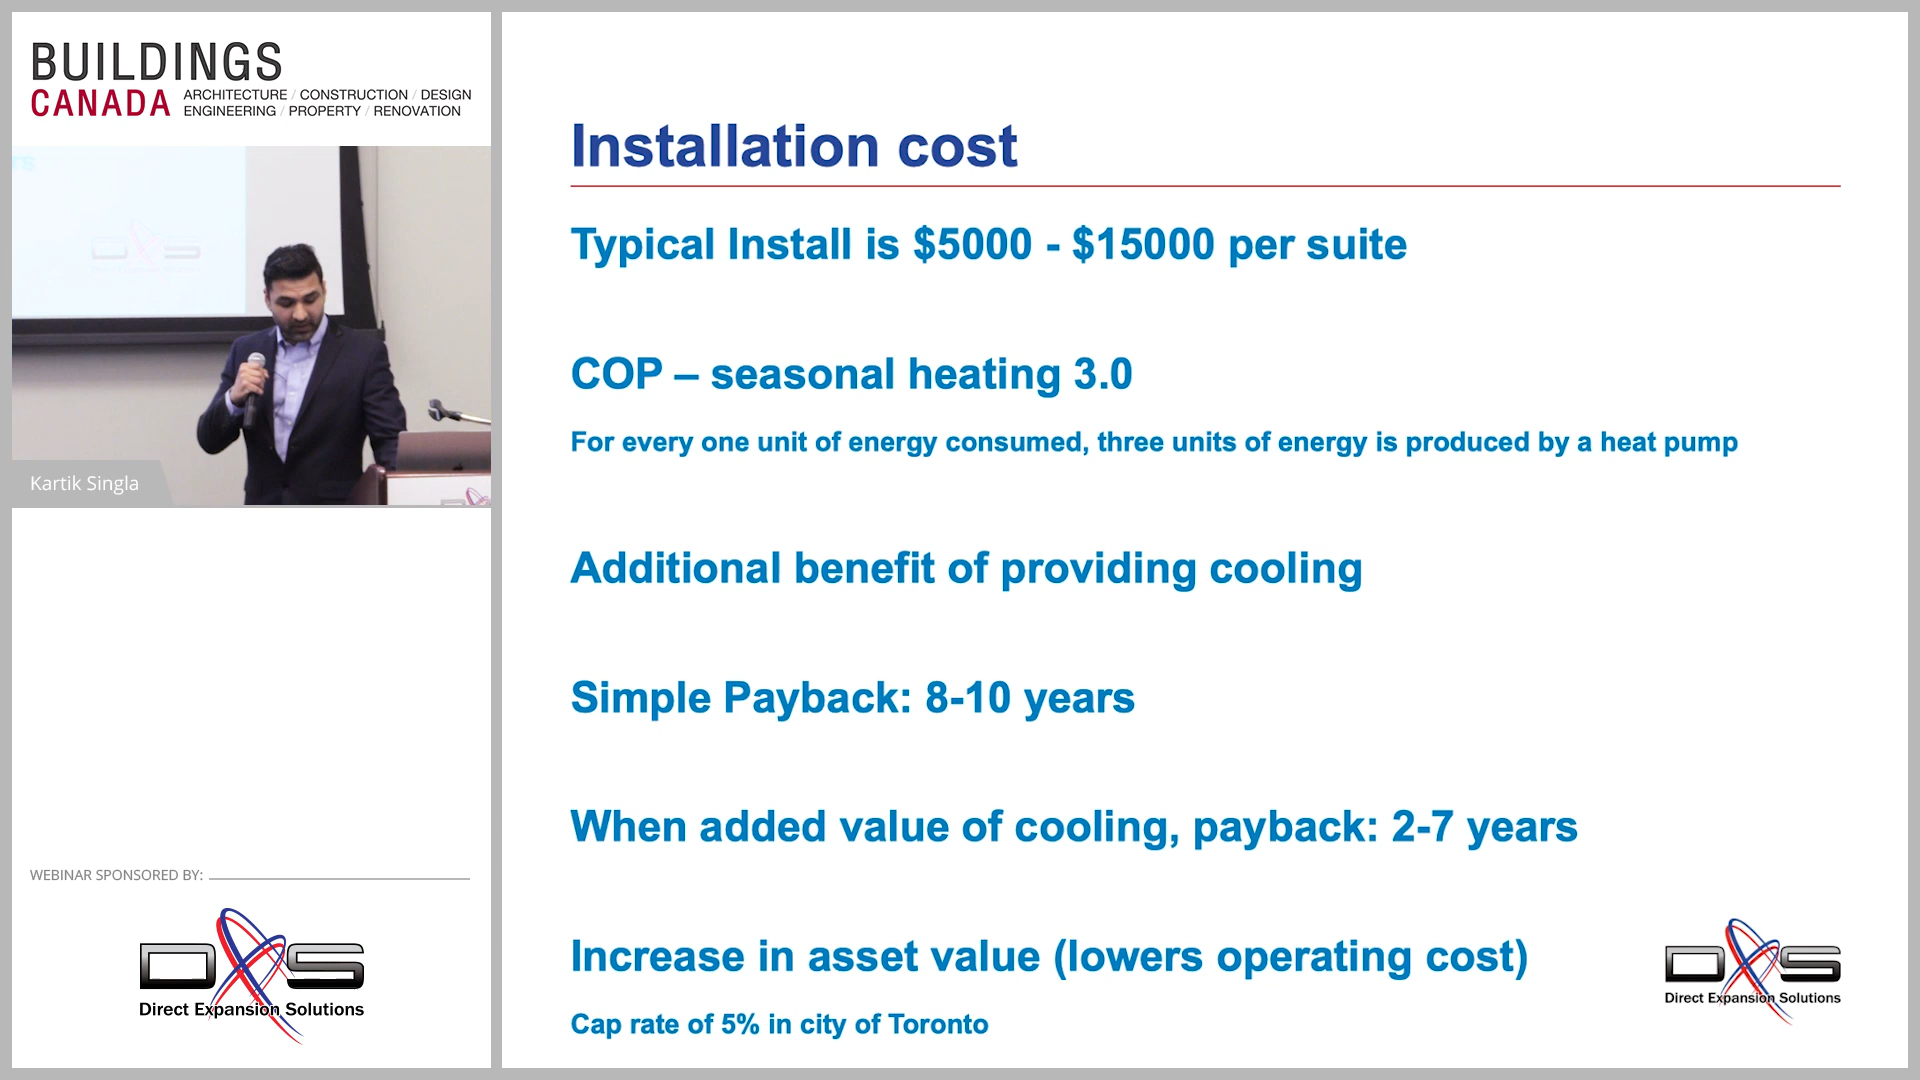 BUILDINGS
CANADA
ARCHITECTURE / CONSTRUCTION / DESIGN
ENGINEERING / PROPERTY / RENOVATION
Kartik Singla
WEBINAR SPONSORED BY:
DXS
Direct Expansion Solutions
Installation cost
Typical Install is $5000 - $15000 per suite
COP – seasonal heating 3.0
For every one unit of energy consumed, three units of energy is produced by a heat pump
Additional benefit of providing cooling
Simple Payback: 8-10 years
When added value of cooling, payback: 2-7 years
Increase in asset value (lowers operating cost)
Cap rate of 5% in city of Toronto
DXS
Direct Expansion Solutions